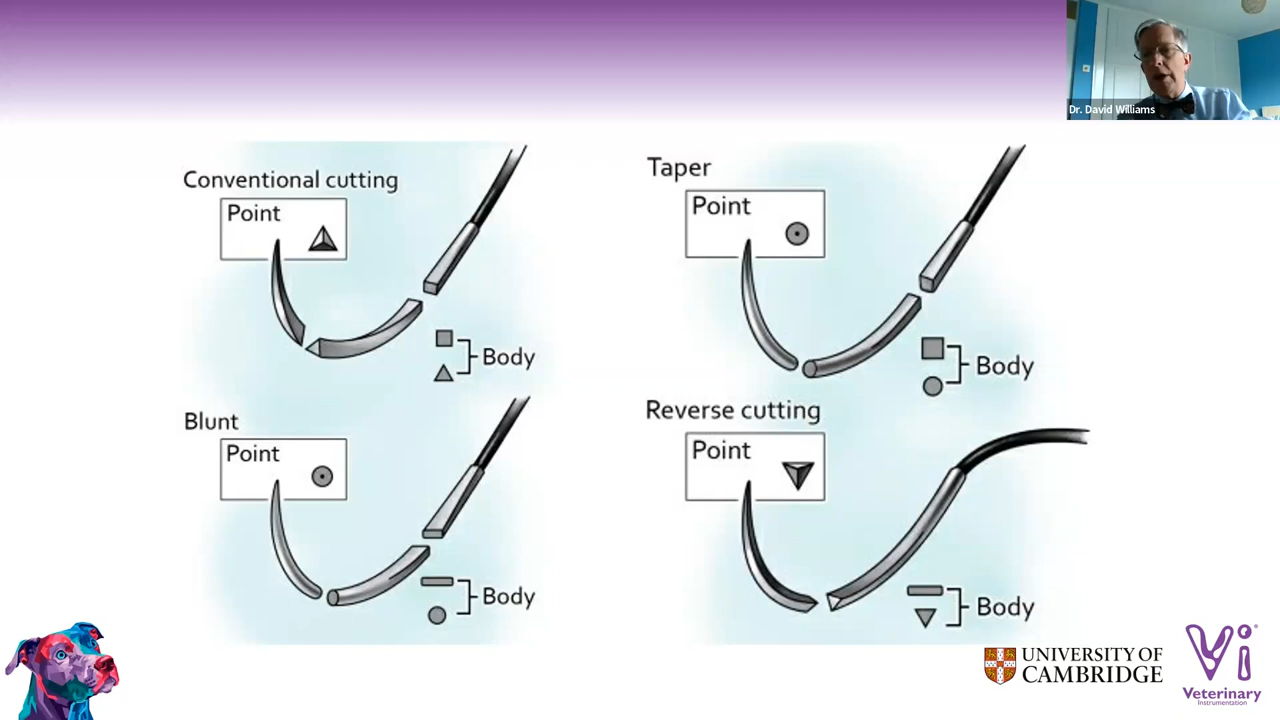 Dr. David Williams
Conventional cutting
Point
Body
Taper
Point
Body
Blunt
Point
Body
Reverse cutting
Point
Body
UNIVERSITY OF
CAMBRIDGE
Vi
Veterinary
Instrumentation